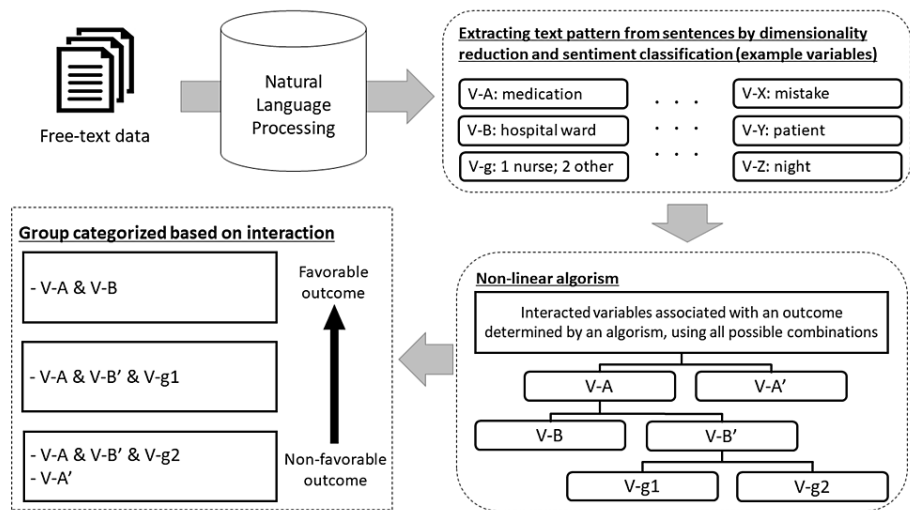 Free-text data
Natural
Language
Processing
Extracting text pattern from sentences by dimensionality
reduction and sentiment classification (example variables)
V-A: medication
V-B: hospital ward
V-g: 1 nurse; 2 other
. . .
. . .
. . .
V-X: mistake
V-Y: patient
V-Z: night
Non-linear algorism
Interacted variables associated with an outcome
determined by an algorism, using all possible combinations
V-A
V-A’
V-B
V-B’
V-g1
V-g2
Group categorized based on interaction
- V-A & V-B
- V-A & V-B’ & V-g1
- V-A & V-B’ & V-g2
- V-A’
Favorable
outcome
Non-favorable
outcome